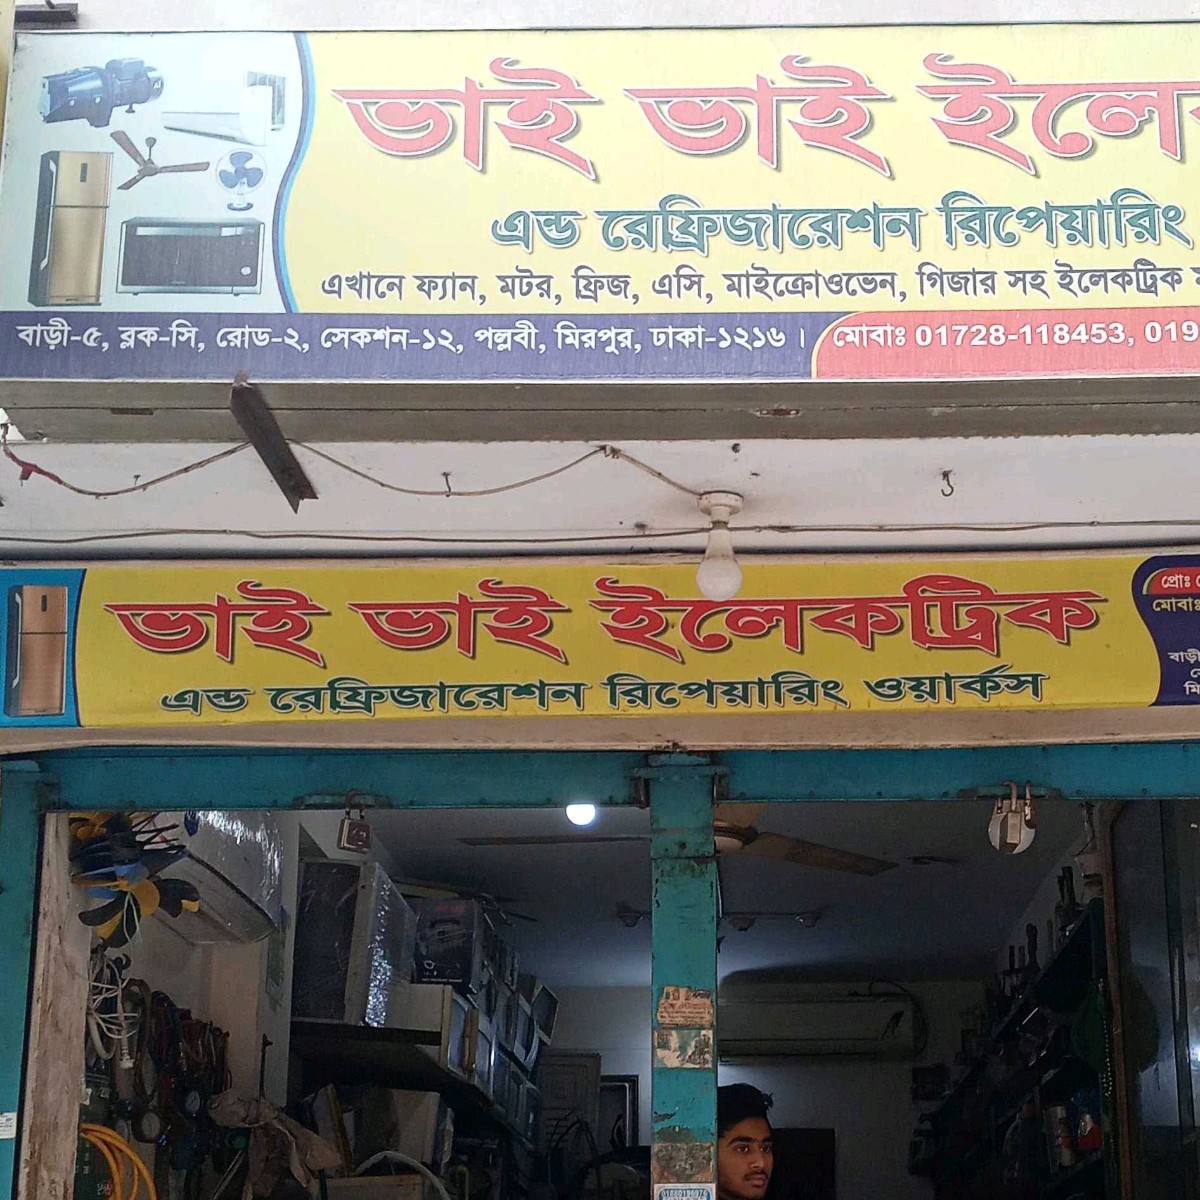 ভাই ভাই
এন্ড রেফ্রিজারেশন রিপেয়ারিং
এখানে ফ্যান, মটর, ফ্রিজ, এসি, মাইক্রোওভেন, গিজার সহ ইলেকট্রিক
বাড়ী-৫, ব্লক-সি, রোড-২, সেকশন-১২, পল্লবী, মিরপুর, ঢাকা-১২১৬। মোবাঃ 01728-118453, 019
ভাই ভাই ইলেকট্রিক
এন্ড রেফ্রিজারেশন রিপেয়ারিং ওয়ার্কস
প্রোঃ
মোবাঃ